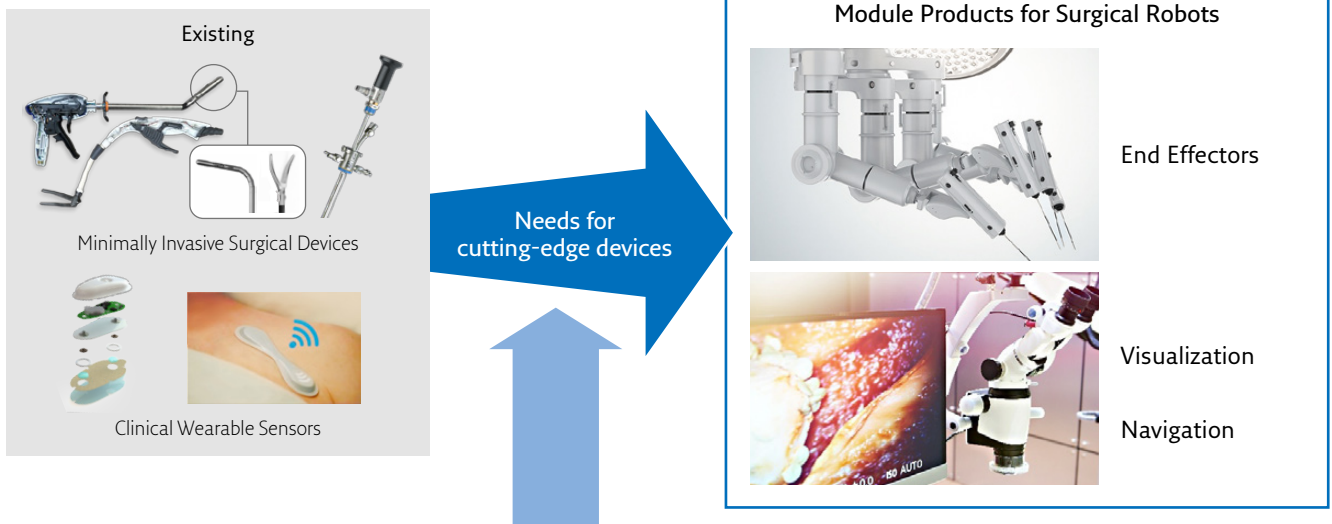 Existing
Minimally Invasive Surgical Devices
Clinical Wearable Sensors
Needs for
cutting-edge devices
Module Products for Surgical Robots
End Effectors
Visualization
Navigation
ISO AUTO